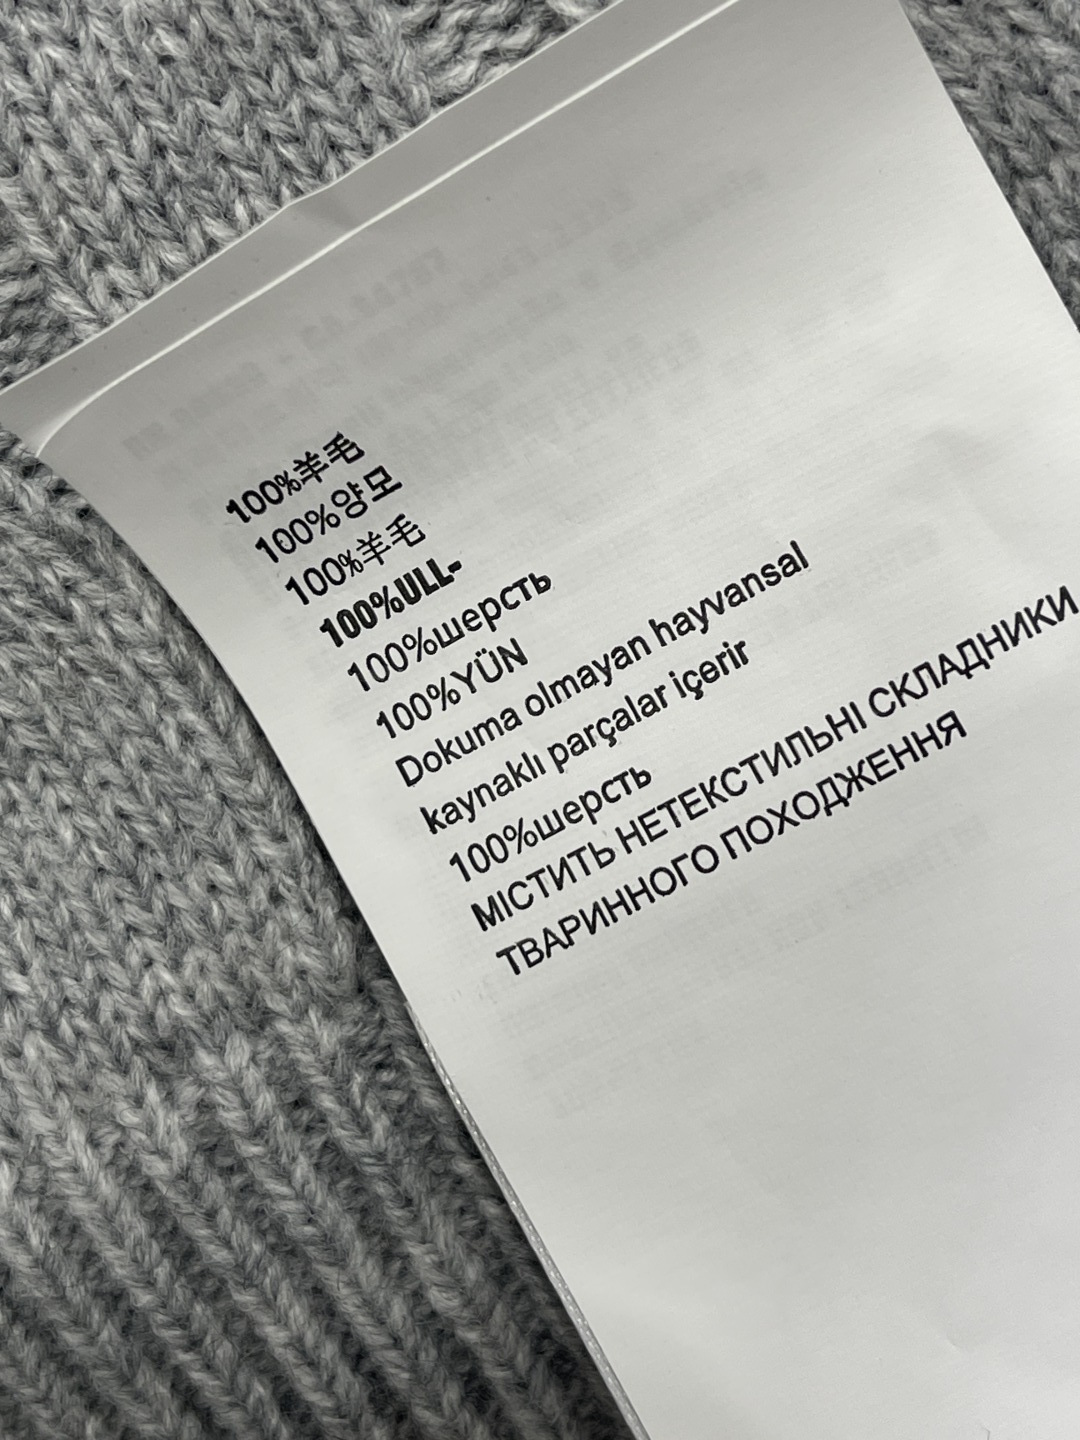 100%羊毛
100%양모
100%羊毛
100%ULL-
100%шерсть
100%YÜN
Dokuma olmayan hayvansal
kaynaklı parçalar içerir
100%шерсть
МІСТИТЬ НЕТЕКСТИЛЬНІ СКЛАДНИКИ
ТВАРИННОГО ПОХОДЖЕННЯ